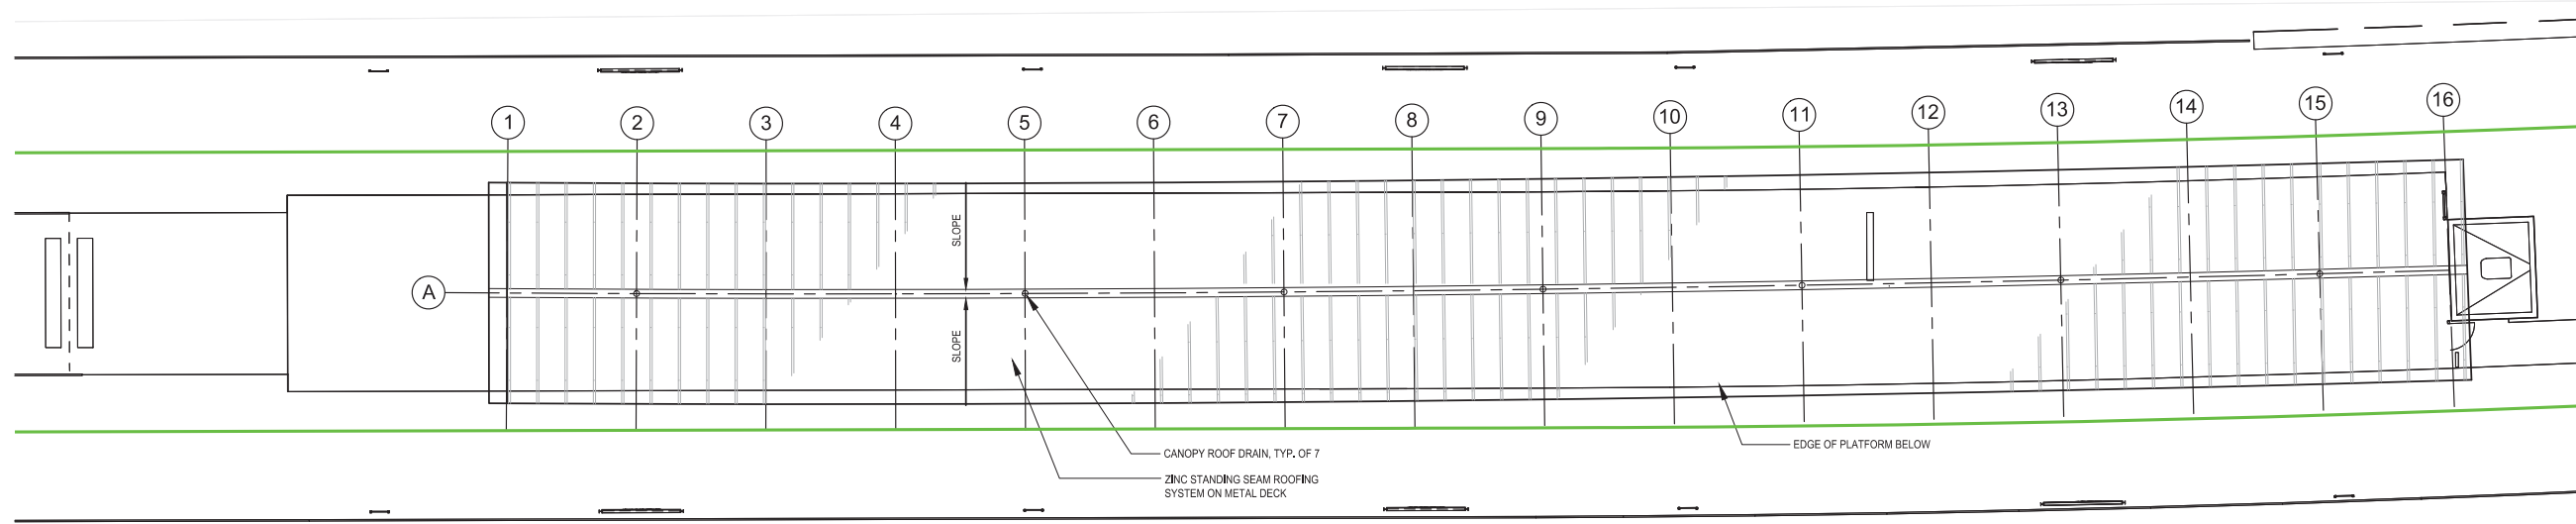 1
2
3
4
5
6
7
8
9
10
11
12
13
14
15
16
A
SLOPE
SLOPE
CANOPY ROOF DRAIN, TYP. OF 7
EDGE OF PLATFORM BELOW
ZINC STANDING SEAM ROOFING
SYSTEM ON METAL DECK